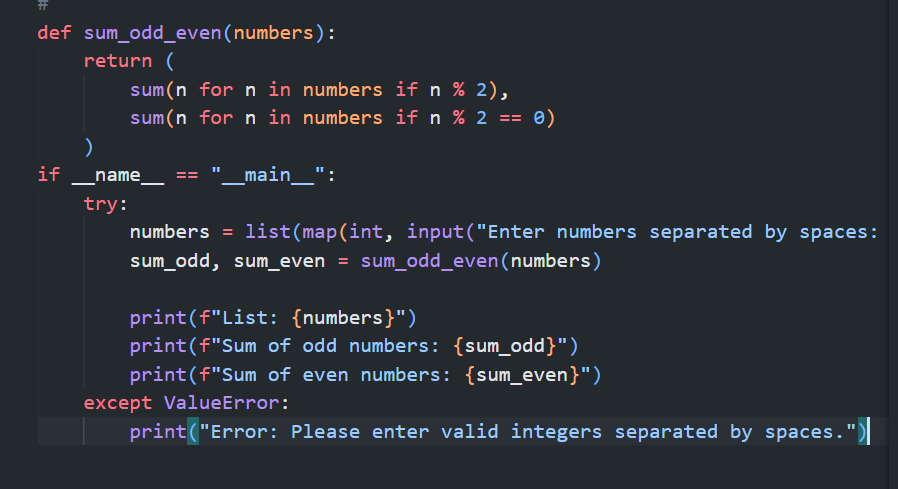 #
def sum_odd_even(numbers):
    return (
        sum(n for n in numbers if n % 2),
        sum(n for n in numbers if n % 2 == 0)
    )
if __name__ == "__main__":
    try:
        numbers = list(map(int, input("Enter numbers separated by spaces:
        sum_odd, sum_even = sum_odd_even(numbers)

        print(f"List: {numbers}")
        print(f"Sum of odd numbers: {sum_odd}")
        print(f"Sum of even numbers: {sum_even}")
    except ValueError:
        print("Error: Please enter valid integers separated by spaces.")